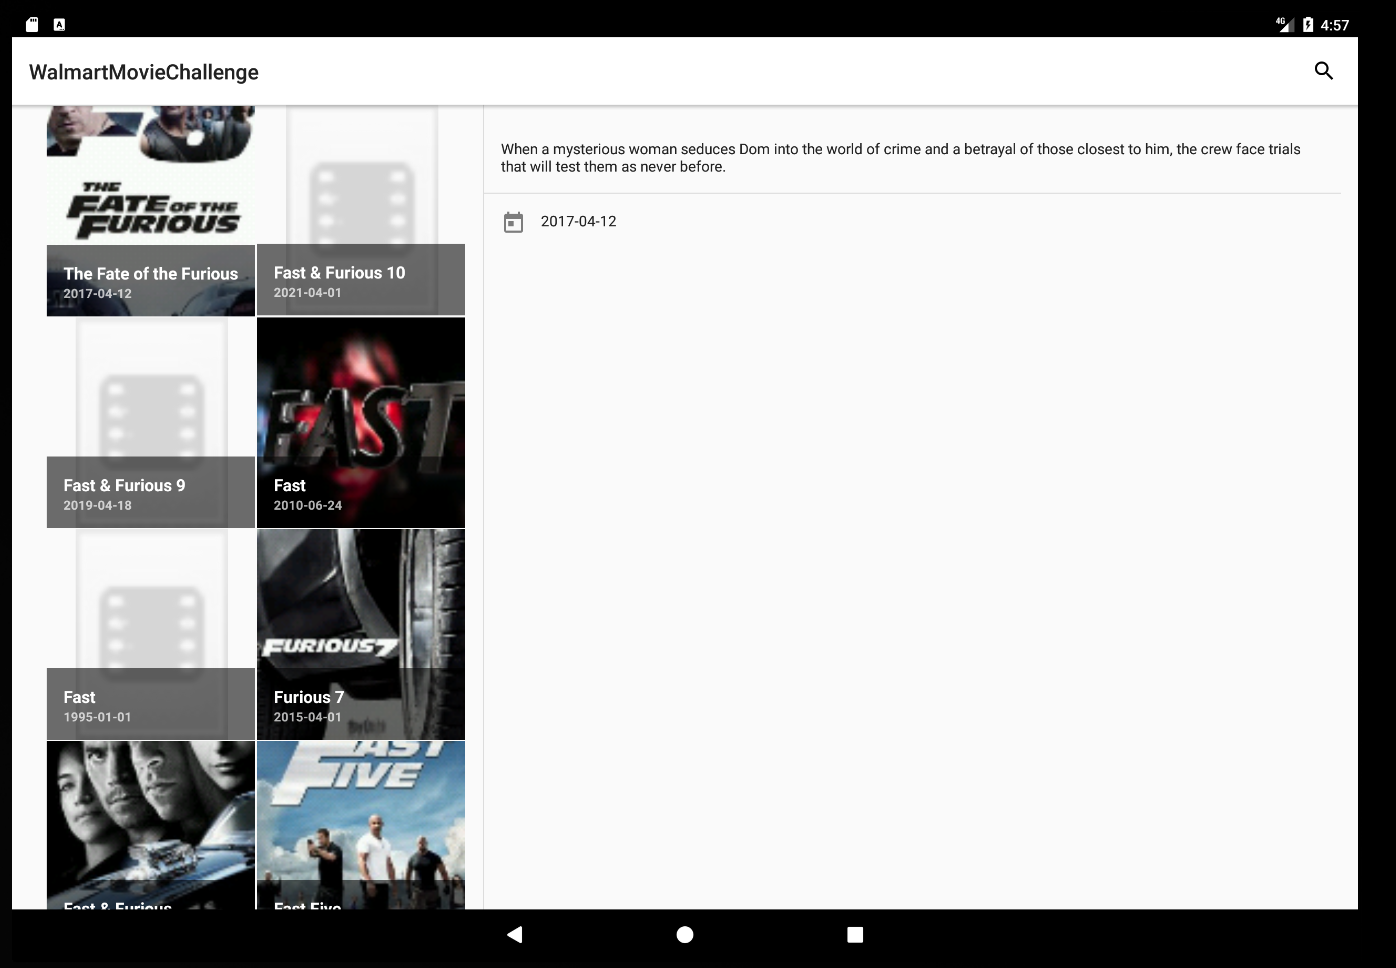 4G 4:57
WalmartMovieChallenge
THE
FATE OF THE
FURIOUS
The Fate of the Furious
2017-04-12
Fast & Furious 10
2021-04-01
Fast & Furious 9
2019-04-18
FAST
Fast
2010-06-24
Fast
1995-01-01
FURIOUS 7
Furious 7
2015-04-01
Fast & Furious
FAST
FIVE
Fast Five
When a mysterious woman seduces Dom into the world of crime and a betrayal of those closest to him, the crew face trials
that will test them as never before.
2017-04-12